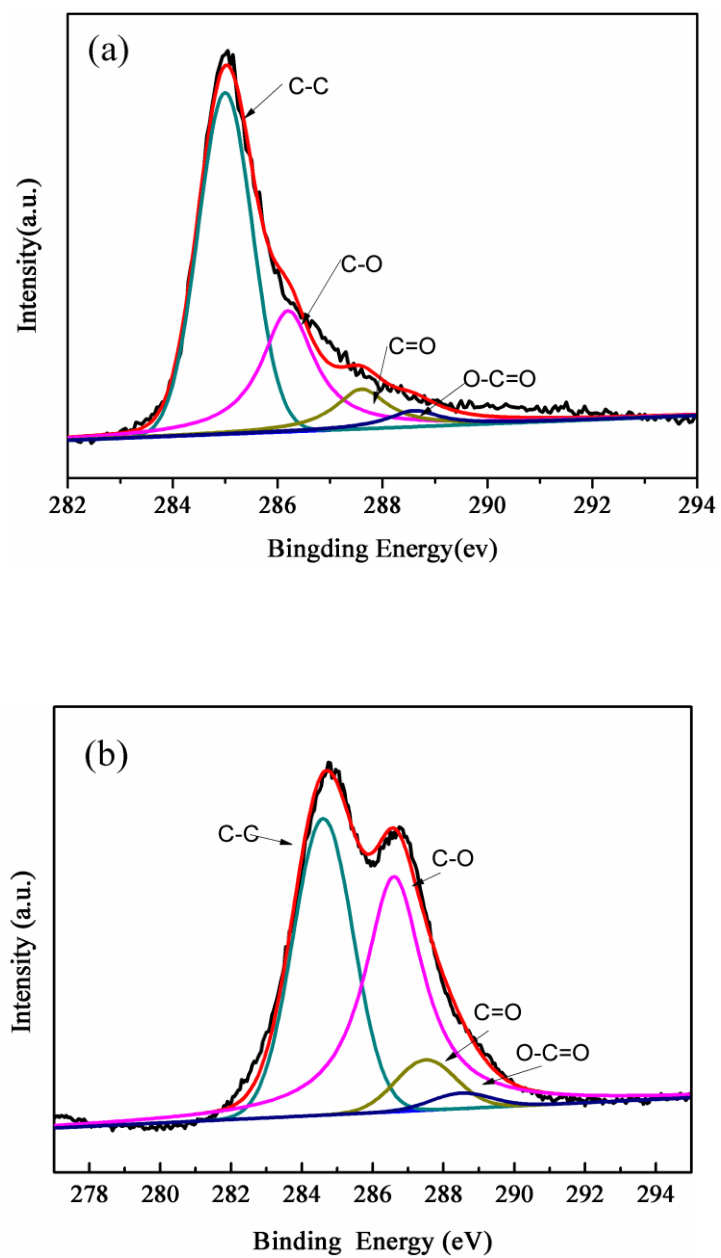 (a)
C-C
C-O
C=O
O-C=O
Intensity(a.u.)
282 284 286 288 290 292 294
Bingding Energy(ev)
(b)
C-C
C-O
C=O
O-C=O
Intensity (a.u.)
278 280 282 284 286 288 290 292 294
Binding Energy (eV)